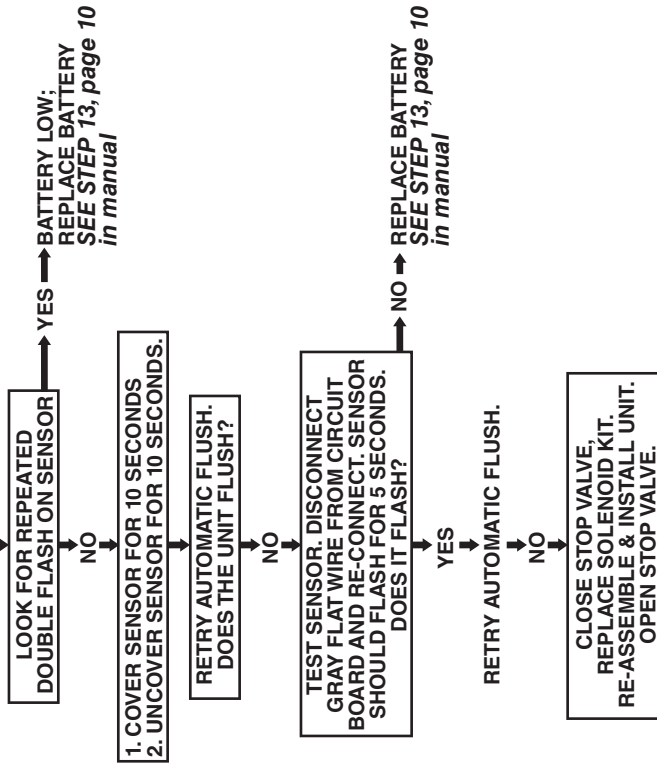 LOOK FOR REPEATED
DOUBLE FLASH ON SENSOR
YES
BATTERY LOW;
REPLACE BATTERY
SEE STEP 13, page 10
in manual
NO
1. COVER SENSOR FOR 10 SECONDS
2. UNCOVER SENSOR FOR 10 SECONDS.
RETRY AUTOMATIC FLUSH.
DOES THE UNIT FLUSH?
NO
TEST SENSOR. DISCONNECT
GRAY FLAT WIRE FROM CIRCUIT
BOARD AND RE-CONNECT. SENSOR
SHOULD FLASH FOR 5 SECONDS.
DOES IT FLASH?
NO
REPLACE BATTERY
SEE STEP 13, page 10
in manual
YES
RETRY AUTOMATIC FLUSH.
NO
CLOSE STOP VALVE,
REPLACE SOLENOID KIT.
RE-ASSEMBLE & INSTALL UNIT.
OPEN STOP VALVE.